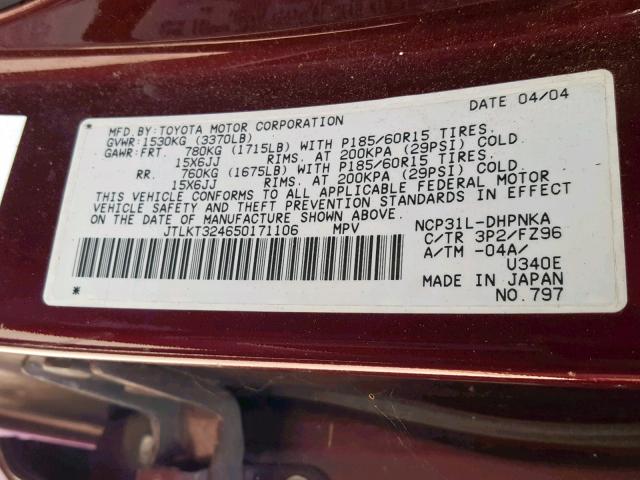 DATE 04/04
* MFD.BY:TOYOTA MOTOR CORPORATION
GVWR:1530KG (3370LB)
GAWR:FRT. 780KG (1715LB) WITH P185/60R15 TIRES,
15X6JJ RIMS. AT 200KPA (29PSI) COLD.
RR. 760KG (1675LB) WITH P185/60R15 TIRES,
15X6JJ RIMS. AT 200KPA (29PSI) COLD.
THIS VEHICLE CONFORMS TO ALL APPLICABLE FEDERAL MOTOR
VEHICLE SAFETY AND THEFT PREVENTION STANDARDS IN EFFECT
ON THE DATE OF MANUFACTURE SHOWN ABOVE.
JTLKT324650171106 MPV NCP31L-DHPNKA
C/TR 3P2/FZ96
A/TM -04A/
U340E
* MADE IN JAPAN
NO.797